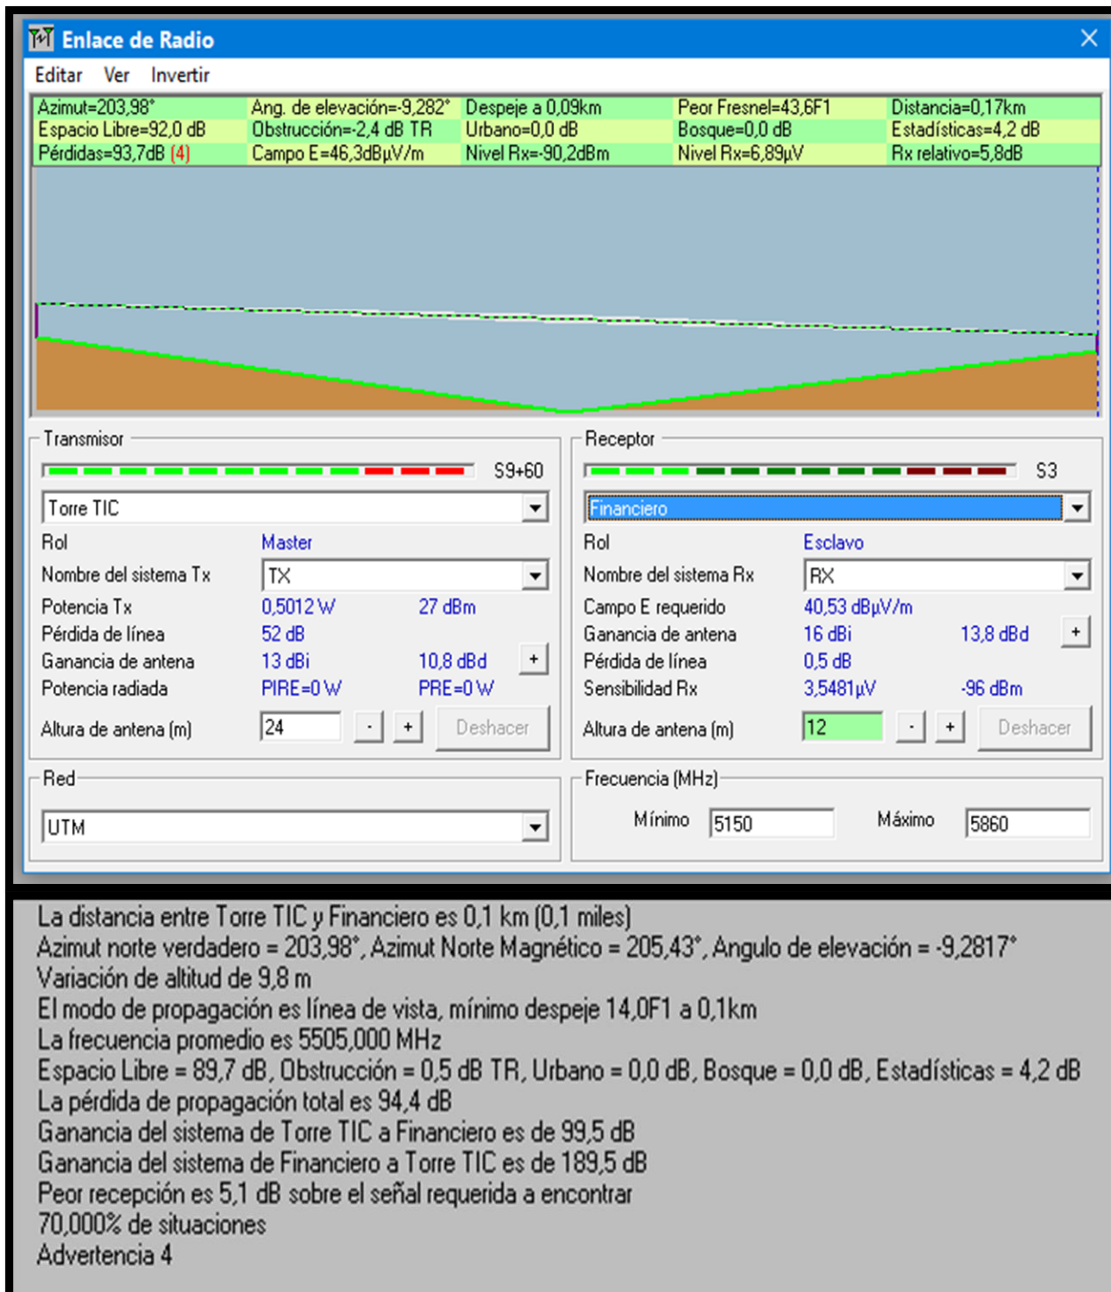 Enlace de Radio
Editar Ver Invertir
Azimut=203,98° Ang. de elevación=-9,282° Despeje a 0,09km Peor Fresnel=43,6F1 Distancia=0,17km
Espacio Libre=92,0 dB Obstrucción=-2,4 dB TR Urbano=0,0 dB Bosque=0,0 dB Estadísticas=4,2 dB
Pérdidas=93,7dB (4) Campo E=46,3dBµV/m Nivel Rx=-90,2dBm Nivel Rx=6,89µV Rx relativo=5,8dB
Transmisor
S9+60
Torre TIC
Rol Master
Nombre del sistema Tx TX
Potencia Tx 0,5012 W 27 dBm
Pérdida de línea 52 dB
Ganancia de antena 13 dBi 10,8 dBd +
Potencia radiada PIRE=0 W PRE=0 W
Altura de antena (m) 24 - + Deshacer
Receptor
S3
Financiero
Rol Esclavo
Nombre del sistema Rx RX
Campo E requerido 40,53 dBµV/m
Ganancia de antena 16 dBi 13,8 dBd +
Pérdida de línea 0,5 dB
Sensibilidad Rx 3,5481µV -96 dBm
Altura de antena (m) 12 - + Deshacer
Red
UTM
Frecuencia (MHz)
Mínimo 5150 Máximo 5860
La distancia entre Torre TIC y Financiero es 0,1 km (0,1 miles)
Azimut norte verdadero = 203,98°, Azimut Norte Magnético = 205,43°, Angulo de elevación = -9,2817°
Variación de altitud de 9,8 m
El modo de propagación es línea de vista, mínimo despeje 14,0F1 a 0,1km
La frecuencia promedio es 5505,000 MHz
Espacio Libre = 89,7 dB, Obstrucción = 0,5 dB TR, Urbano = 0,0 dB, Bosque = 0,0 dB, Estadísticas = 4,2 dB
La pérdida de propagación total es 94,4 dB
Ganancia del sistema de Torre TIC a Financiero es de 99,5 dB
Ganancia del sistema de Financiero a Torre TIC es de 189,5 dB
Peor recepción es 5,1 dB sobre el señal requerida a encontrar
70,000% de situaciones
Advertencia 4